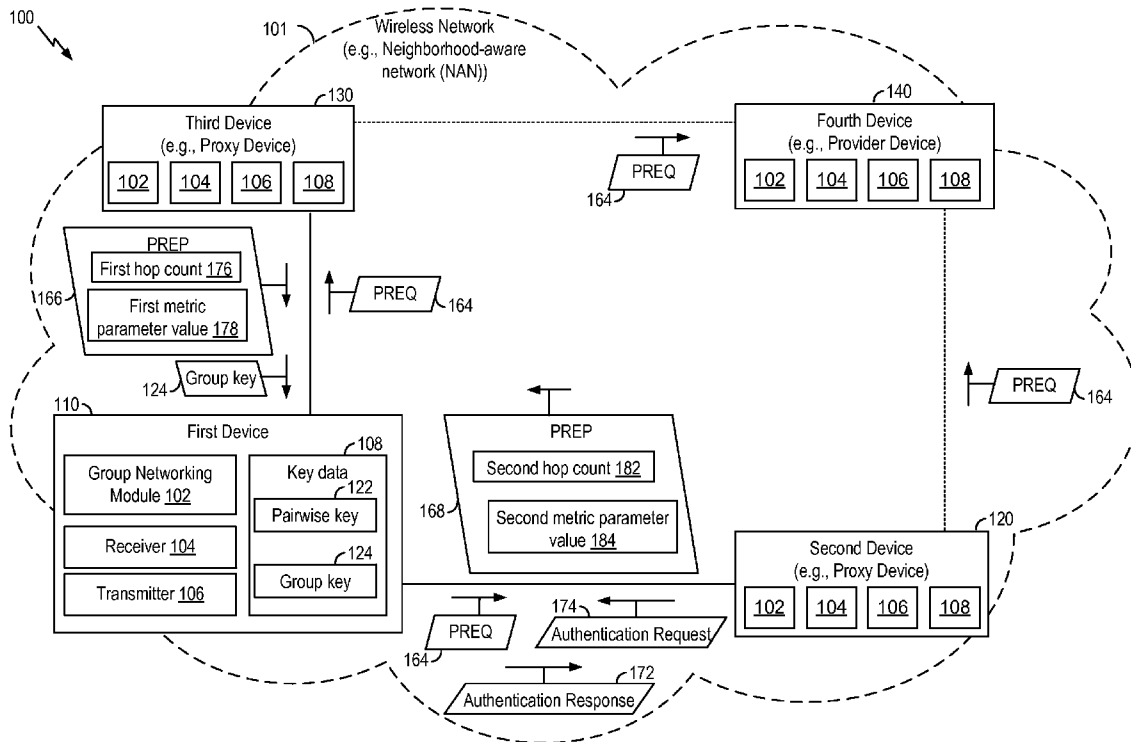 100
101
Wireless Network
(e.g., Neighborhood-aware
network (NAN))
130
Third Device
(e.g., Proxy Device)
102 104 106 108
140
Fourth Device
(e.g., Provider Device)
102 104 106 108
PREQ
164
PREP
First hop count 176
First metric
parameter value 178
166
PREQ
164
124
Group key
PREQ
164
110
First Device
Group Networking
Module 102
Receiver 104
Transmitter 106
108
Key data
122
Pairwise key
124
Group key
PREP
Second hop count 182
Second metric parameter
value 184
168
120
Second Device
(e.g., Proxy Device)
102 104 106 108
PREQ
164
174
Authentication Request
172
Authentication Response